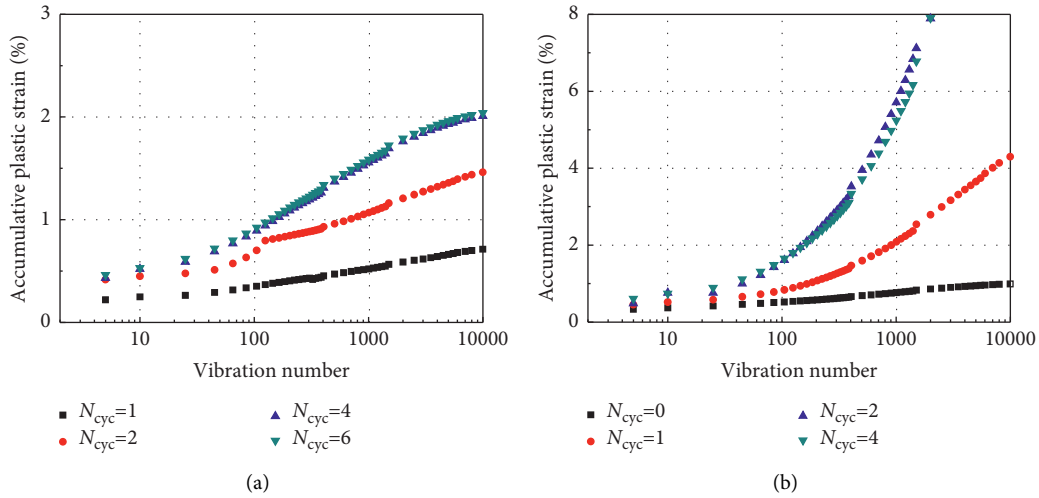 3
2
1
0
Accumulative plastic strain (%)
10
100
1000
10000
Vibration number
N_cyc=1
N_cyc=4
N_cyc=2
N_cyc=6
(a)
8
6
4
2
0
Accumulative plastic strain (%)
10
100
1000
10000
Vibration number
N_cyc=0
N_cyc=2
N_cyc=1
N_cyc=4
(b)